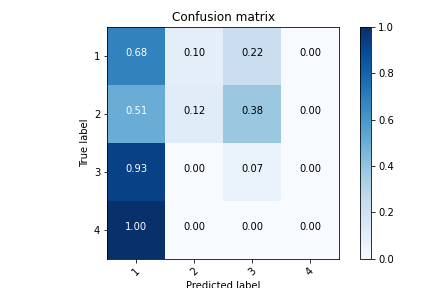 Confusion matrix
1.0
1 0.68 0.10 0.22 0.00
0.8
2 0.51 0.12 0.38 0.00
0.6
True label
0.4
3 0.93 0.00 0.07 0.00
0.2
4 1.00 0.00 0.00 0.00
0.0
1 2 3 4
Predicted label